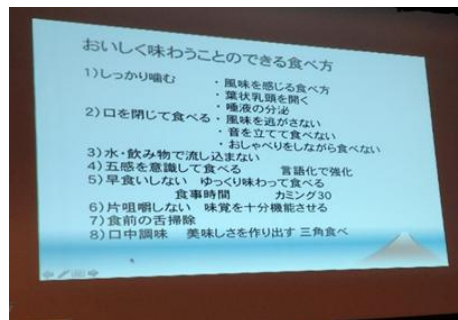 おいしく味わうことのできる食べ方
1)しっかり噛む ・風味を感じる食べ方
・葉状乳頭を開く
・唾液の分泌
2)口を閉じて食べる ・風味を逃がさない
・音を立てて食べない
・おしゃべりをしながら食べない
3)水・飲み物で流し込まない
4)五感を意識して食べる 言語化で強化
5)早食いしない ゆっくり味わって食べる
食事時間 カミング30
6)片咀嚼しない 味覚を十分機能させる
7)食前の舌掃除
8)口中調味 美味しさを作り出す 三角食べ